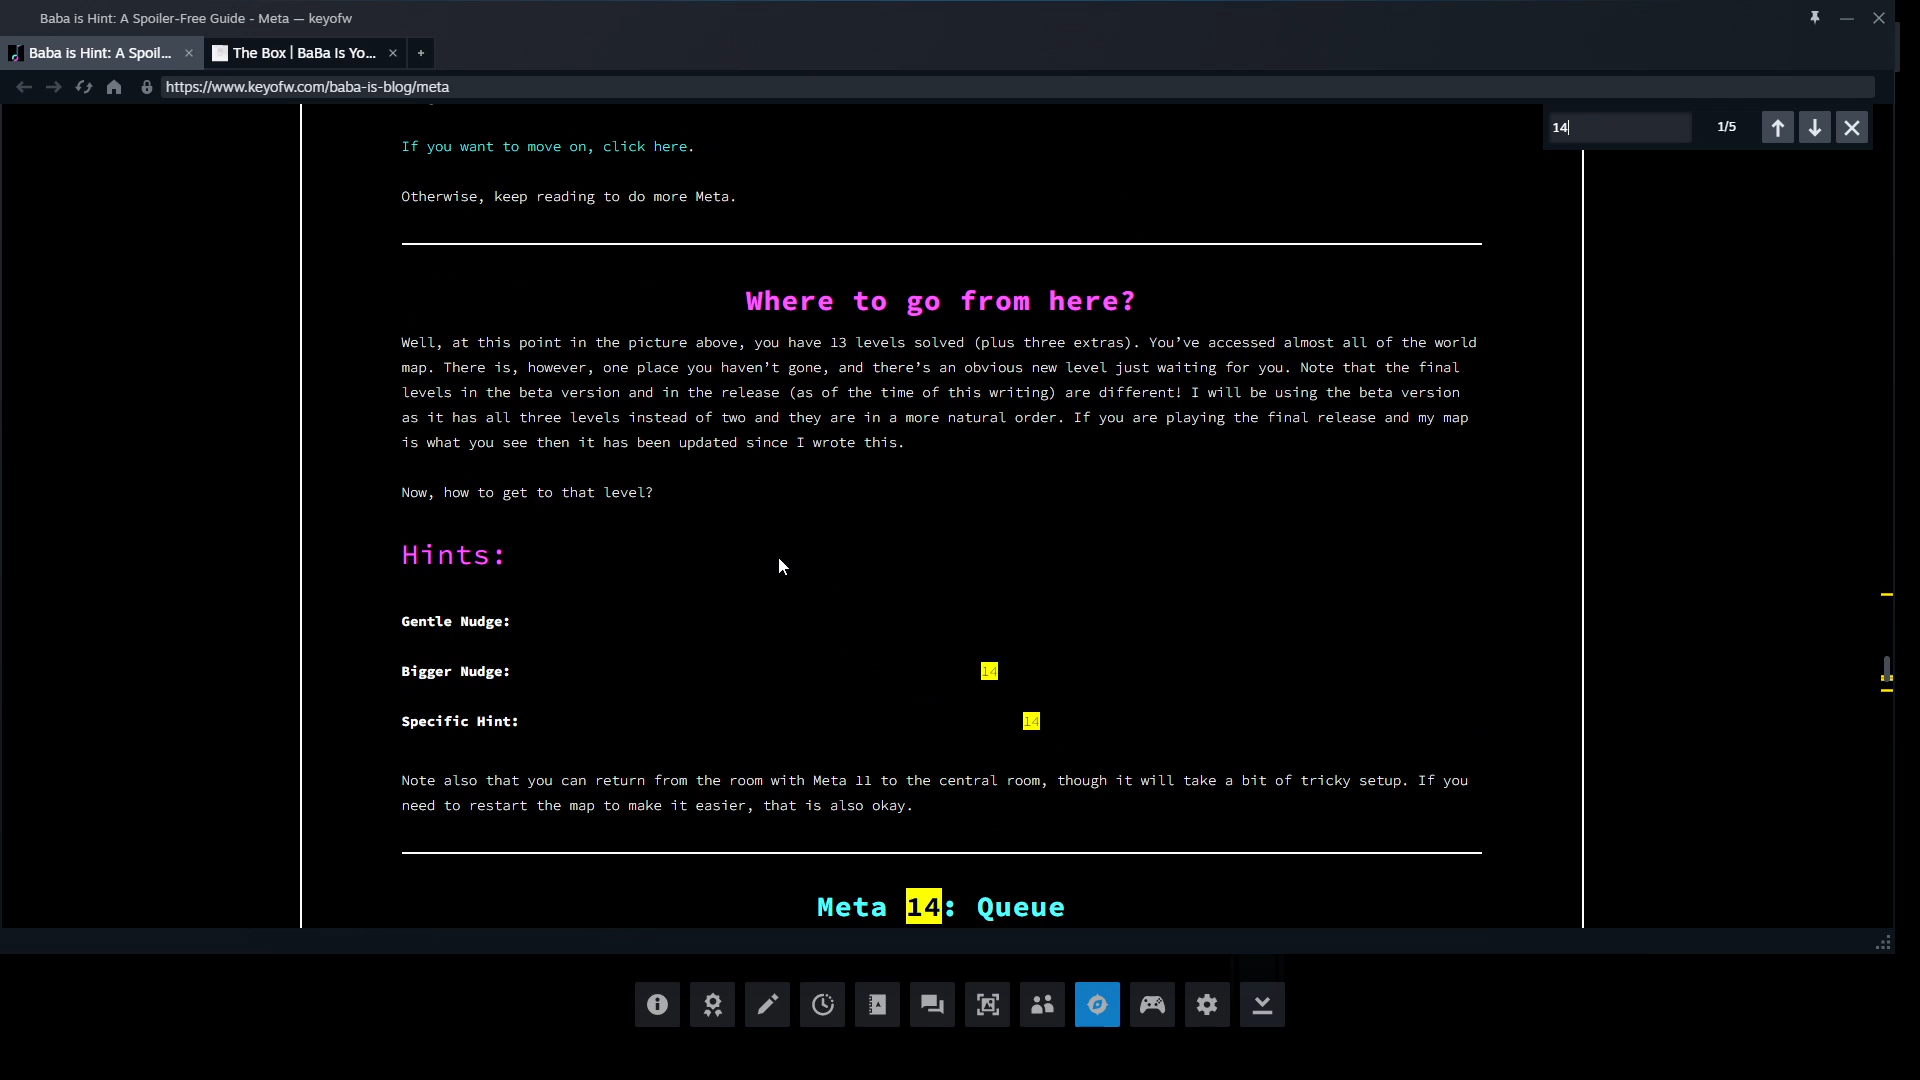 Baba is Hint: A Spoiler-Free Guide - Meta — keyofw
Baba is Hint: A Spoil...
The Box | BaBa Is Yo...
https://www.keyofw.com/baba-is-blog/meta
14
1/5
If you want to move on, click here.
Otherwise, keep reading to do more Meta.
Where to go from here?
Well, at this point in the picture above, you have 13 levels solved (plus three extras). You’ve accessed almost all of the world
map. There is, however, one place you haven’t gone, and there’s an obvious new level just waiting for you. Note that the final
levels in the beta version and in the release (as of the time of this writing) are different! I will be using the beta version
as it has all three levels instead of two and they are in a more natural order. If you are playing the final release and my map
is what you see then it has been updated since I wrote this.
Now, how to get to that level?
Hints:
Gentle Nudge:
Bigger Nudge: 14
Specific Hint: 14
Note also that you can return from the room with Meta 11 to the central room, though it will take a bit of tricky setup. If you
need to restart the map to make it easier, that is also okay.
Meta 14: Queue